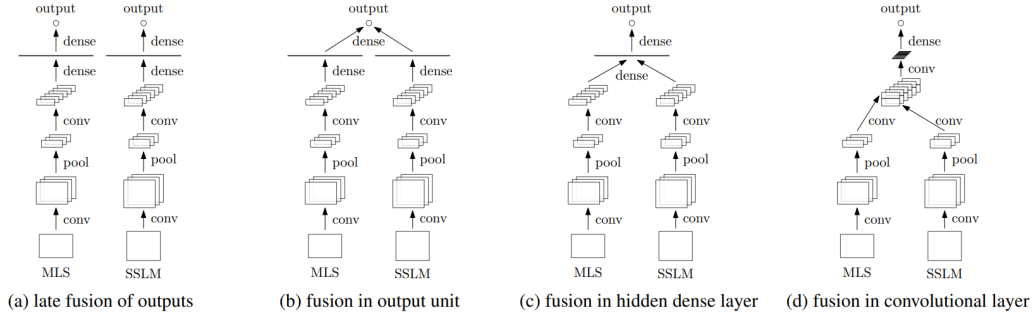 output
output
dense
dense
dense
dense
conv
conv
pool
pool
conv
conv
MLS
SSLM
(a) late fusion of outputs
output
dense
dense
dense
conv
conv
pool
pool
conv
conv
MLS
SSLM
(b) fusion in output unit
output
dense
dense
conv
conv
pool
pool
conv
conv
MLS
SSLM
(c) fusion in hidden dense layer
output
dense
conv
conv
conv
pool
pool
conv
conv
MLS
SSLM
(d) fusion in convolutional layer